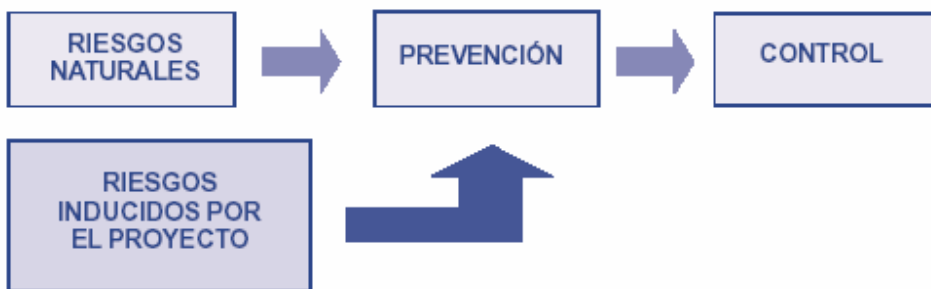 RIESGOS
NATURALES
PREVENCIÓN
CONTROL
RIESGOS
INDUCIDOS POR
EL PROYECTO